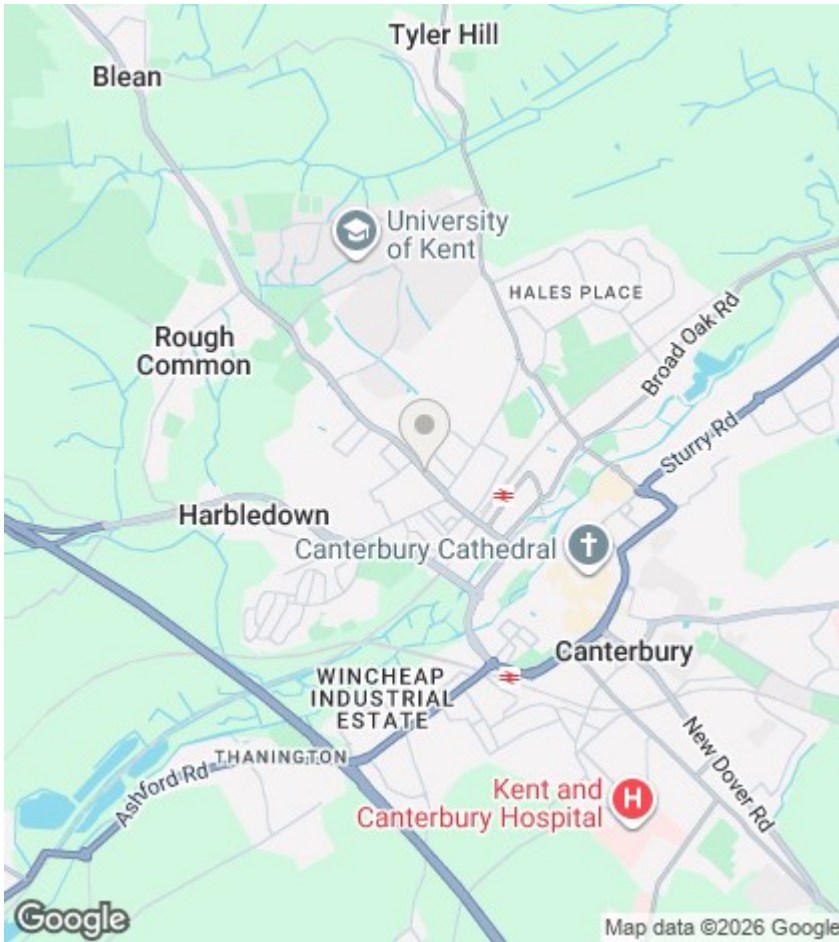 Tyler Hill
Blean
University
of Kent
HALES PLACE
Rough
Common
Broad Oak Rd
Sturry Rd
Harbledown
Canterbury Cathedral
Canterbury
WINCHEAP
INDUSTRIAL
ESTATE
THANINGTON
Ashford Rd
New Dover Rd
Kent and
Canterbury Hospital
H
Google
Map data ©2026 Google